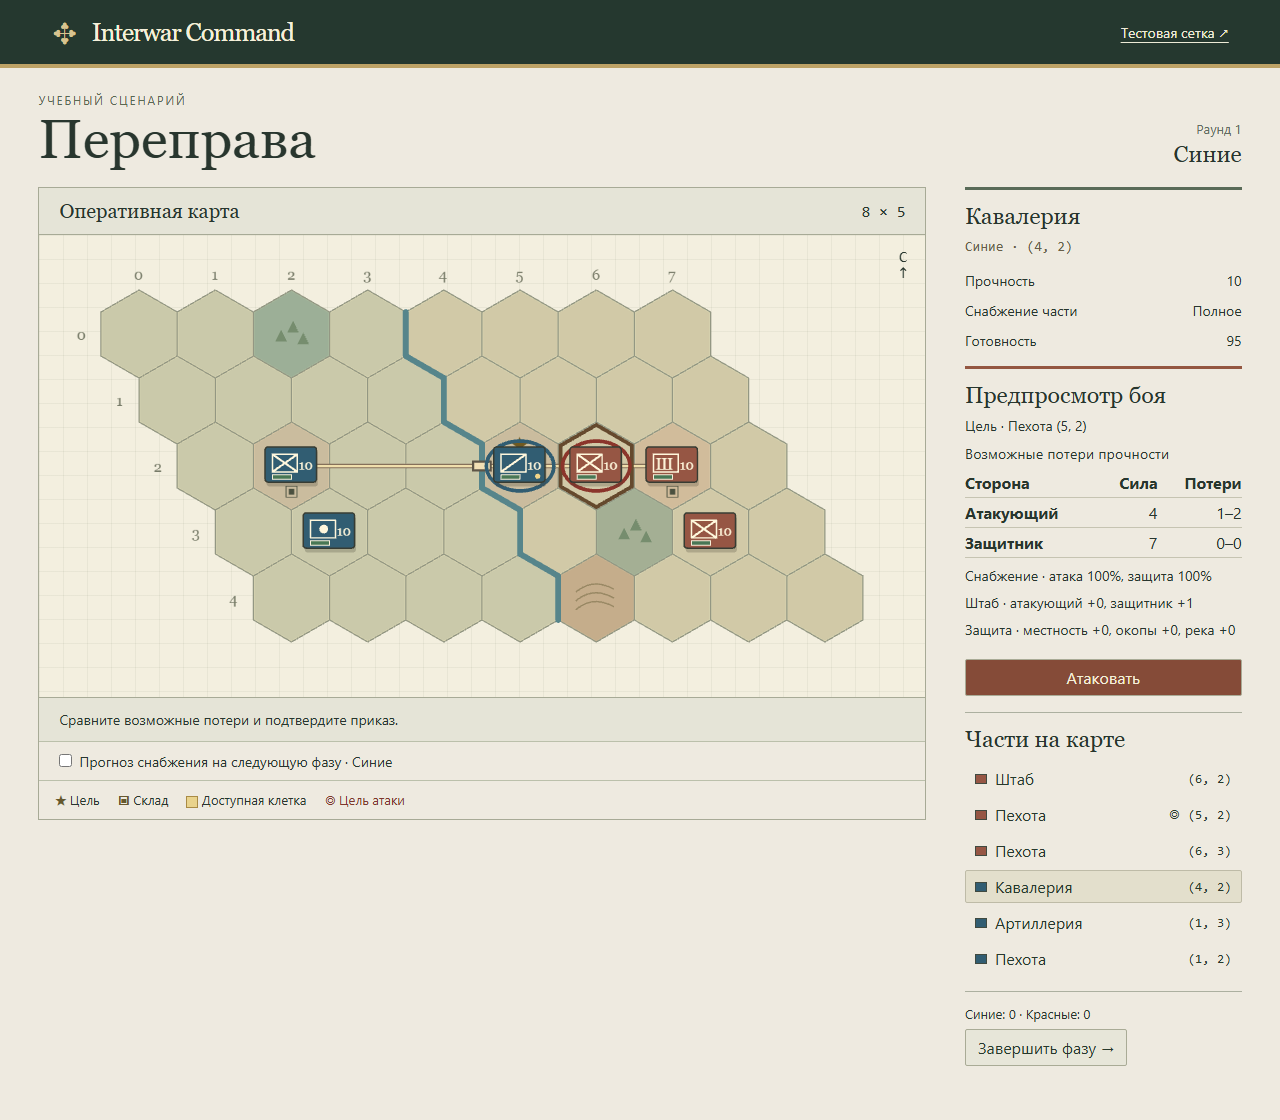 Interwar Command
Тестовая сетка ↗
УЧЕБНЫЙ СЦЕНАРИЙ
Переправа
Раунд 1
Синие
Оперативная карта
8 × 5
С
↑
0 1 2 3 4 5 6 7
0
1
2
10 10 10 III 10
3
10 10
4
Сравните возможные потери и подтвердите приказ.
Прогноз снабжения на следующую фазу · Синие
★ Цель
Склад
Доступная клетка
◎ Цель атаки
Кавалерия
Синие · (4, 2)
Прочность 10
Снабжение части Полное
Готовность 95
Предпросмотр боя
Цель · Пехота (5, 2)
Возможные потери прочности
Сторона Сила Потери
Атакующий 4 1–2
Защитник 7 0–0
Снабжение · атака 100%, защита 100%
Штаб · атакующий +0, защитник +1
Защита · местность +0, окопы +0, река +0
Атаковать
Части на карте
Штаб (6, 2)
Пехота ◎ (5, 2)
Пехота (6, 3)
Кавалерия (4, 2)
Артиллерия (1, 3)
Пехота (1, 2)
Синие: 0 · Красные: 0
Завершить фазу →